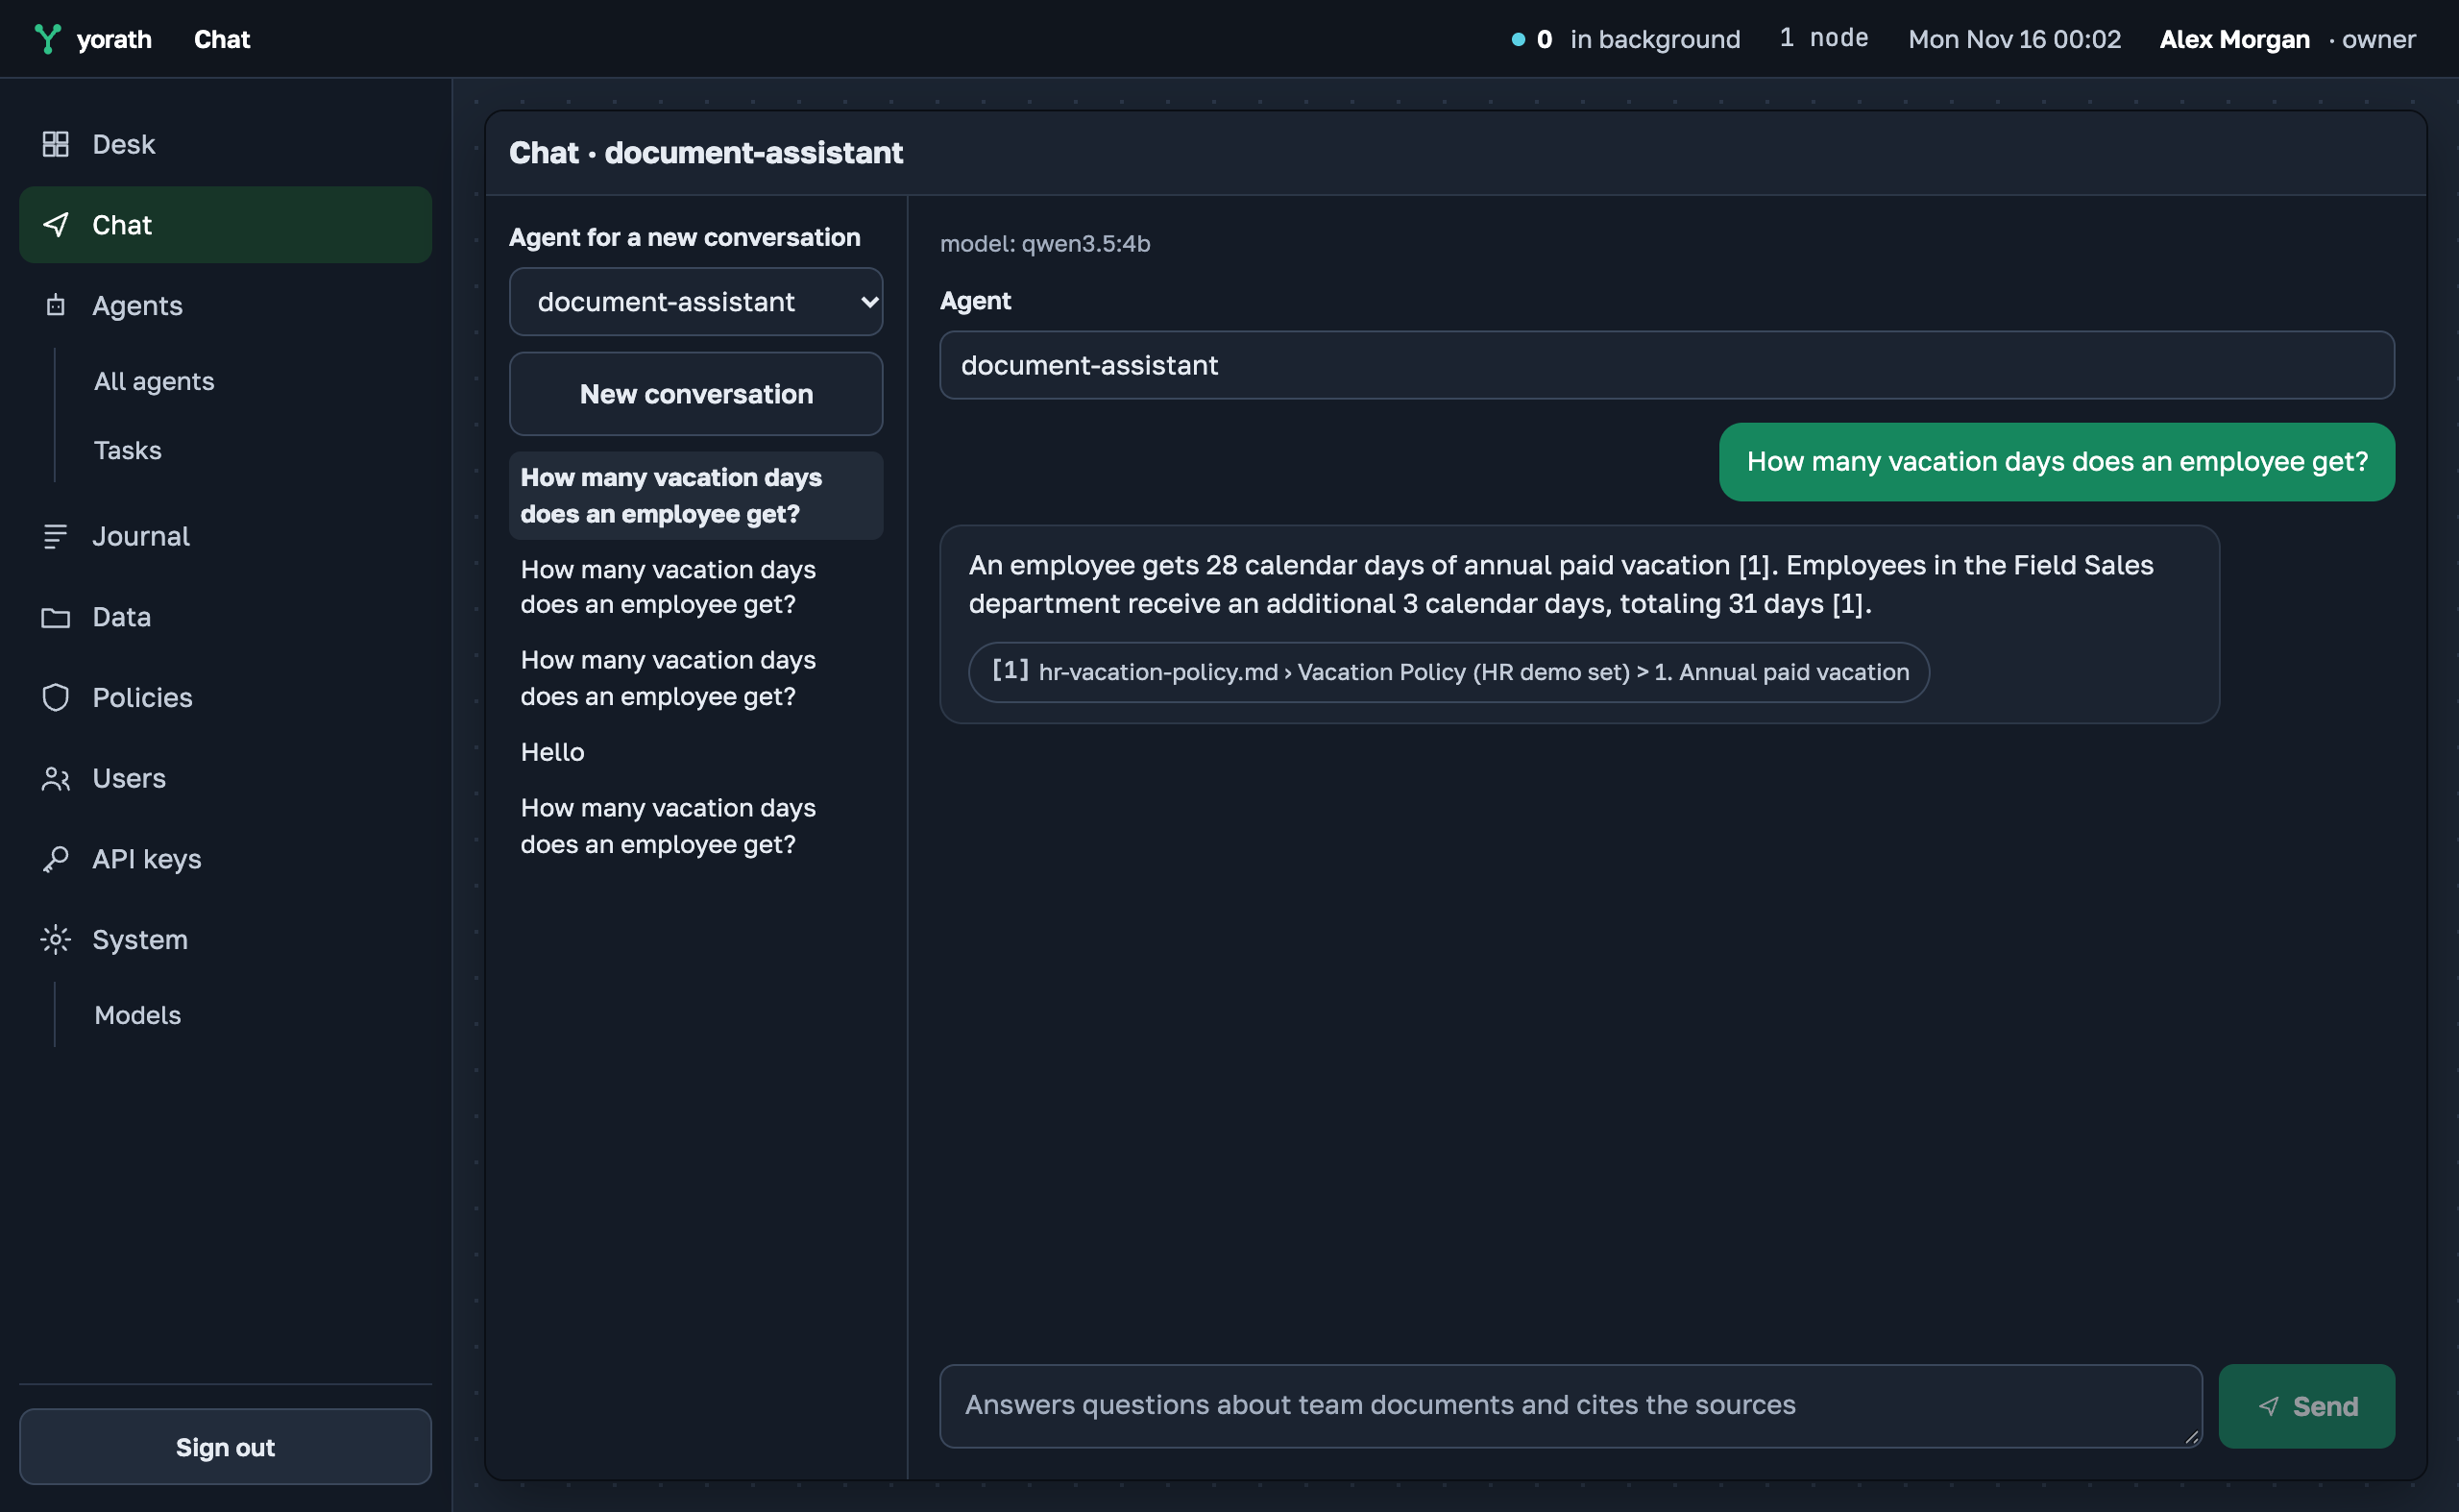 yorath
Chat
0 in background
1 node
Mon Nov 16 00:02
Alex Morgan · owner
Desk
Chat
Agents
All agents
Tasks
Journal
Data
Policies
Users
API keys
System
Models
Sign out
Chat · document-assistant
Agent for a new conversation
document-assistant
New conversation
How many vacation days
does an employee get?
How many vacation days
does an employee get?
How many vacation days
does an employee get?
Hello
How many vacation days
does an employee get?
model: qwen3.5:4b
Agent
document-assistant
How many vacation days does an employee get?
An employee gets 28 calendar days of annual paid vacation [1]. Employees in the Field Sales
department receive an additional 3 calendar days, totaling 31 days [1].
[1] hr-vacation-policy.md › Vacation Policy (HR demo set) > 1. Annual paid vacation
Answers questions about team documents and cites the sources
Send